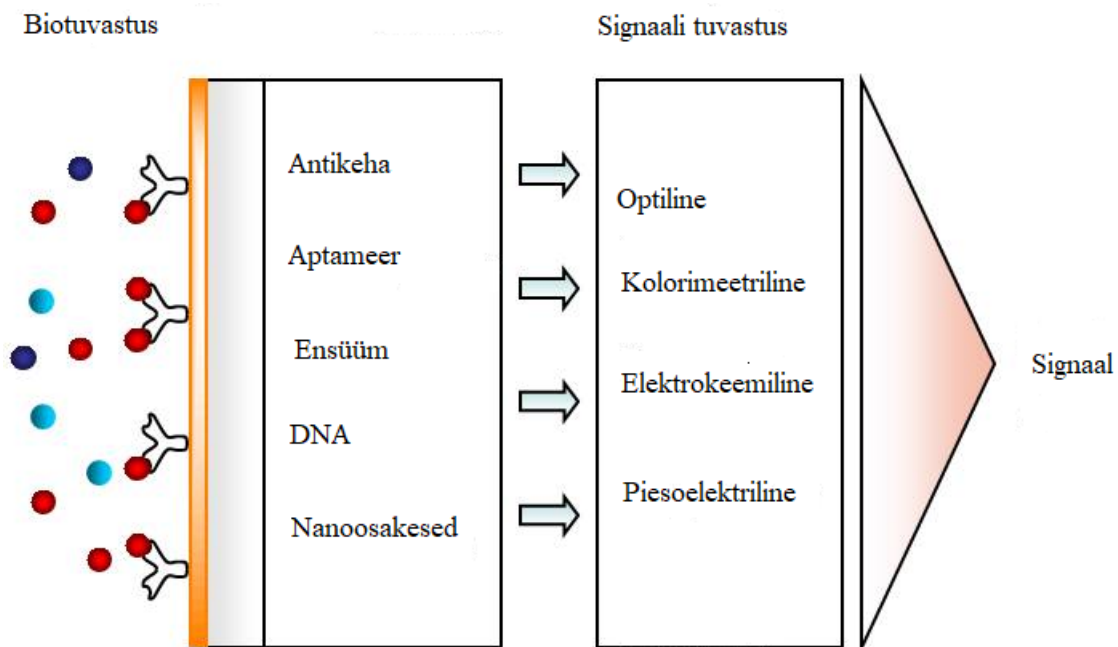 Biotuvastus
Signaali tuvastus
Antikeha
Aptameer
Ensüüm
DNA
Nanoosakesed
Optiline
Kolorimeetriline
Elektrokeemiline
Piesoelektriline
Signaal